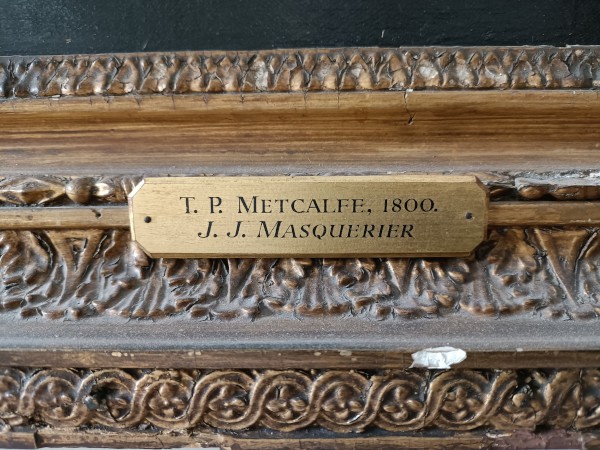 T. P. METCALFE, 1800.
J. J. MASQUERIER